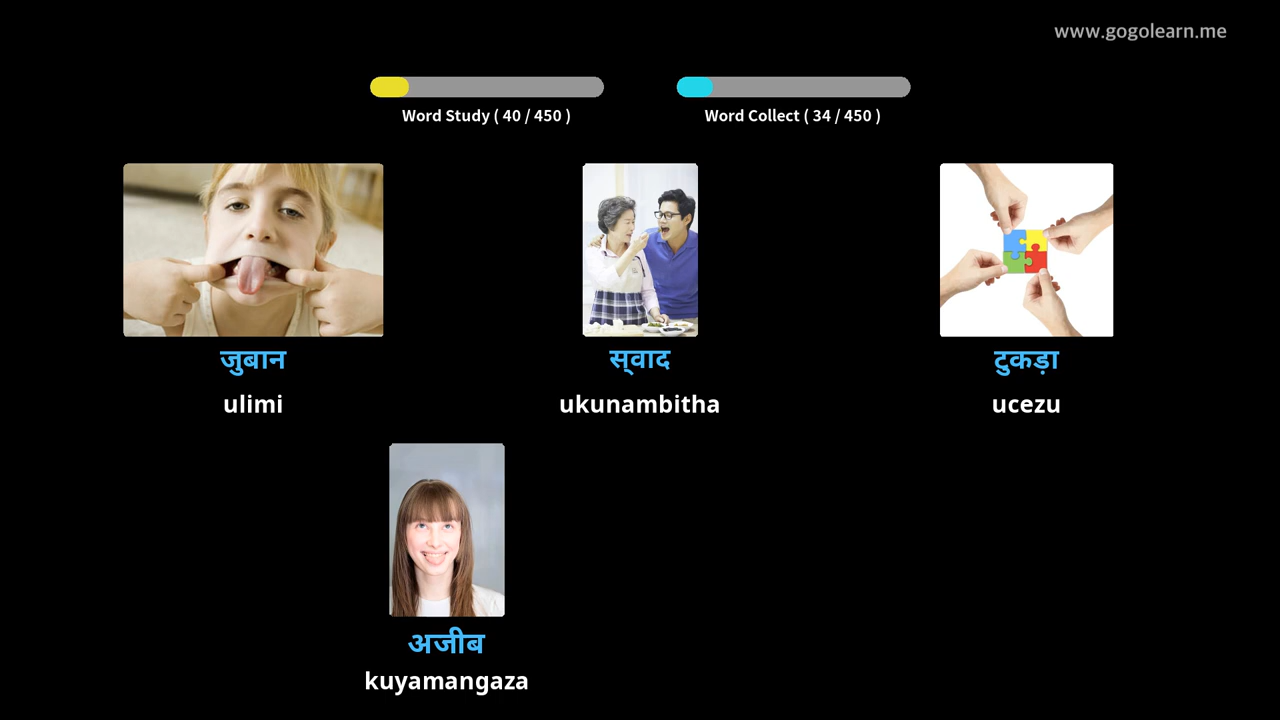 www.gogolearn.me
Word Study ( 40 / 450 )
Word Collect ( 34 / 450 )
जुबान
स्‌वाद
टुकड़ा
ulimi
ukunambitha
ucezu
अजीब
kuyamangaza